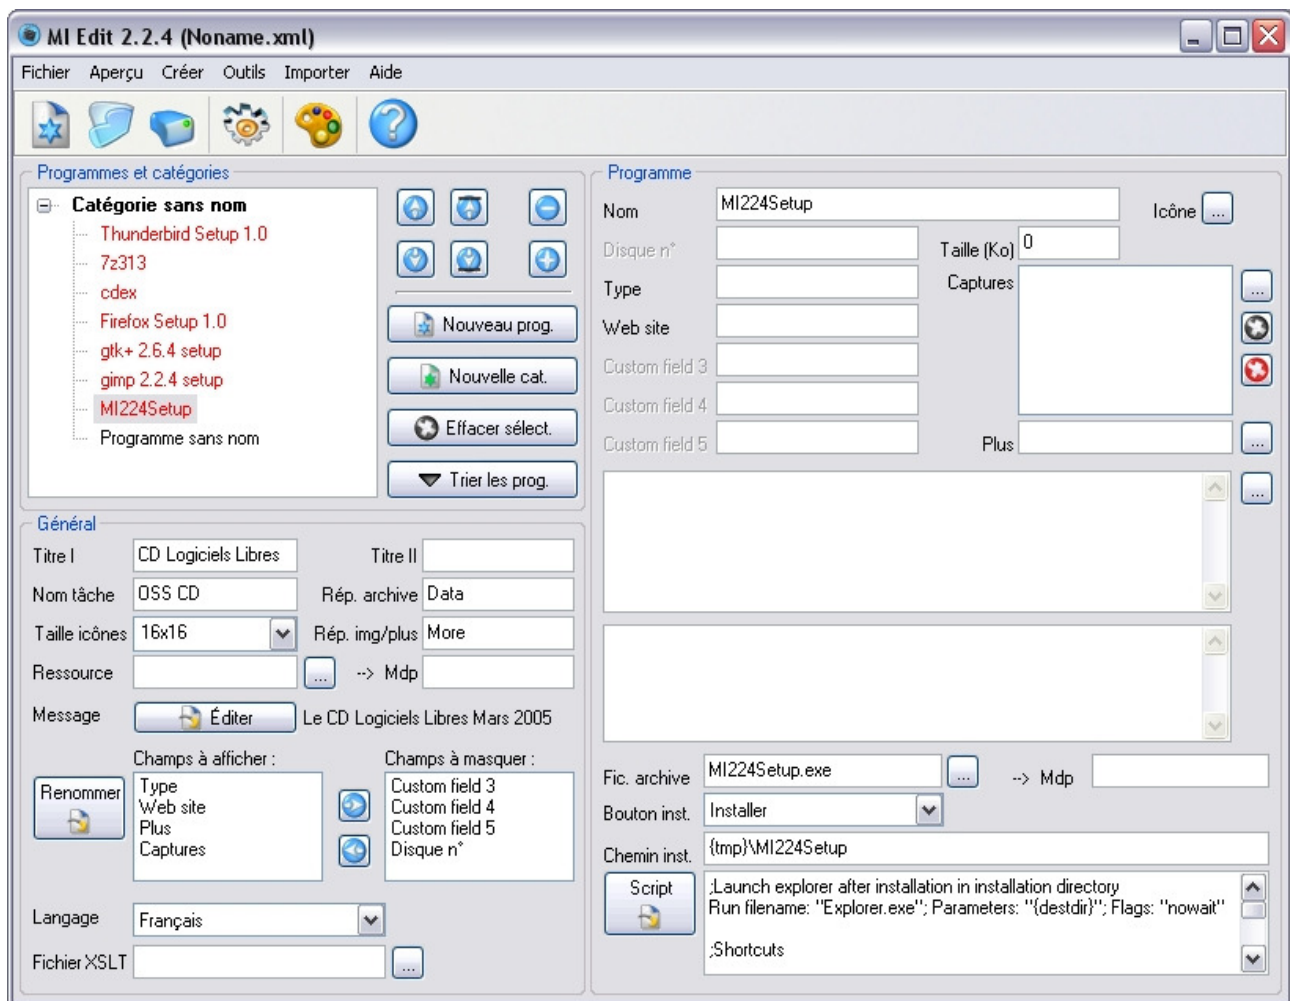 MI Edit 2.2.4 (Noname.xml)
Fichier Aperçu Créer Outils Importer Aide
Programmes et catégories
Catégorie sans nom
Thunderbird Setup 1.0
7z313
cdex
Firefox Setup 1.0
gtk+ 2.6.4 setup
gimp 2.2.4 setup
MI224Setup
Programme sans nom
Nouveau prog.
Nouvelle cat.
Effacer sélect.
Trier les prog.
Général
Titre I CD Logiciels Libres Titre II
Nom tâche OSS CD Rép. archive Data
Taille icônes 16x16 Rép. img/plus More
Ressource ... --> Mdp
Message Éditer Le CD Logiciels Libres Mars 2005
Champs à afficher : Champs à masquer :
Renommer
Type
Web site
Plus
Captures
Custom field 3
Custom field 4
Custom field 5
Disque n°
Langage Français
Fichier XSLT ...
Programme
Nom MI224Setup Icône ...
Disque n° Taille (Ko) 0
Type Captures ...
Web site
Custom field 3
Custom field 4
Custom field 5 Plus ...
...
Fic. archive MI224Setup.exe ... --> Mdp
Bouton inst. Installer
Chemin inst. {tmp}\MI224Setup
Script
;Launch explorer after installation in installation directory
Run filename: "Explorer.exe"; Parameters: "{destdir}"; Flags: "nowait"
;Shortcuts